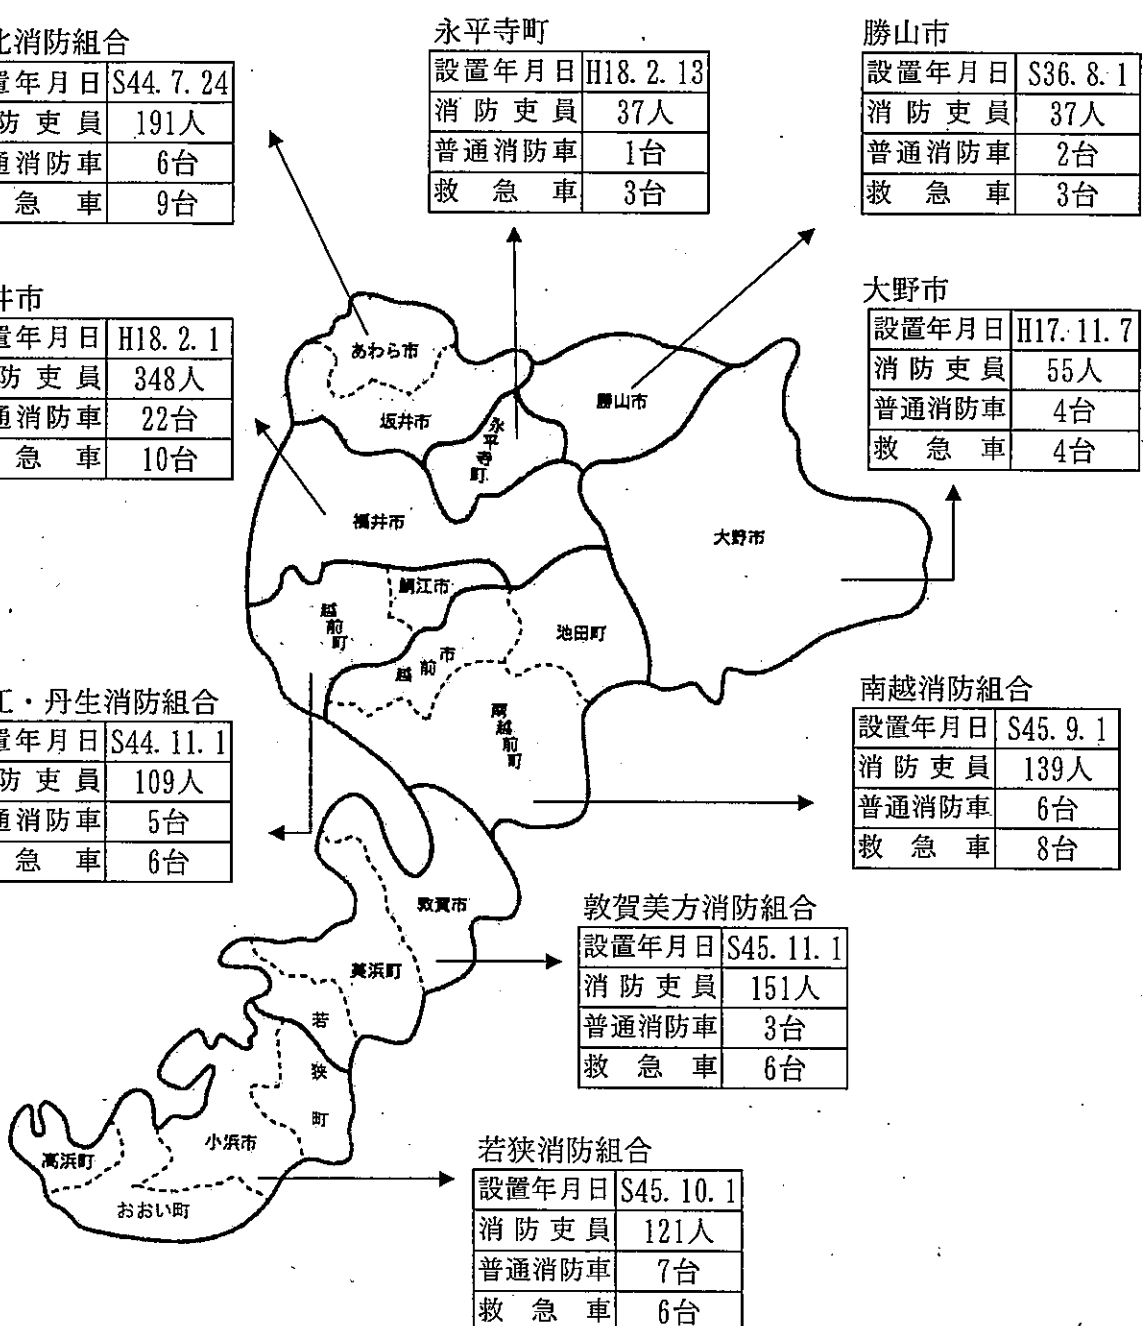 北消防組合
置年月日 S44.7.24
防吏員 191人
通消防車 6台
急車 9台
永平寺町
設置年月日 H18.2.13
消防吏員 37人
普通消防車 1台
救急車 3台
勝山市
設置年月日 S36.8.1
消防吏員 37人
普通消防車 2台
救急車 3台
井市
置年月日 H18.2.1
防吏員 348人
通消防車 22台
急車 10台
大野市
設置年月日 H17.11.7
消防吏員 55人
普通消防車 4台
救急車 4台
あわら市
坂井市
勝山市
永平寺町
福井市
大野市
鯖江市
越前町
池田町
越前市
南越前町
江・丹生消防組合
置年月日 S44.11.1
防吏員 109人
通消防車 5台
急車 6台
南越消防組合
設置年月日 S45.9.1
消防吏員 139人
普通消防車 6台
救急車 8台
敦賀市
美浜町
敦賀美方消防組合
設置年月日 S45.11.1
消防吏員 151人
普通消防車 3台
救急車 6台
若狭町
小浜市
高浜町
おおい町
若狭消防組合
設置年月日 S45.10.1
消防吏員 121人
普通消防車 7台
救急車 6台